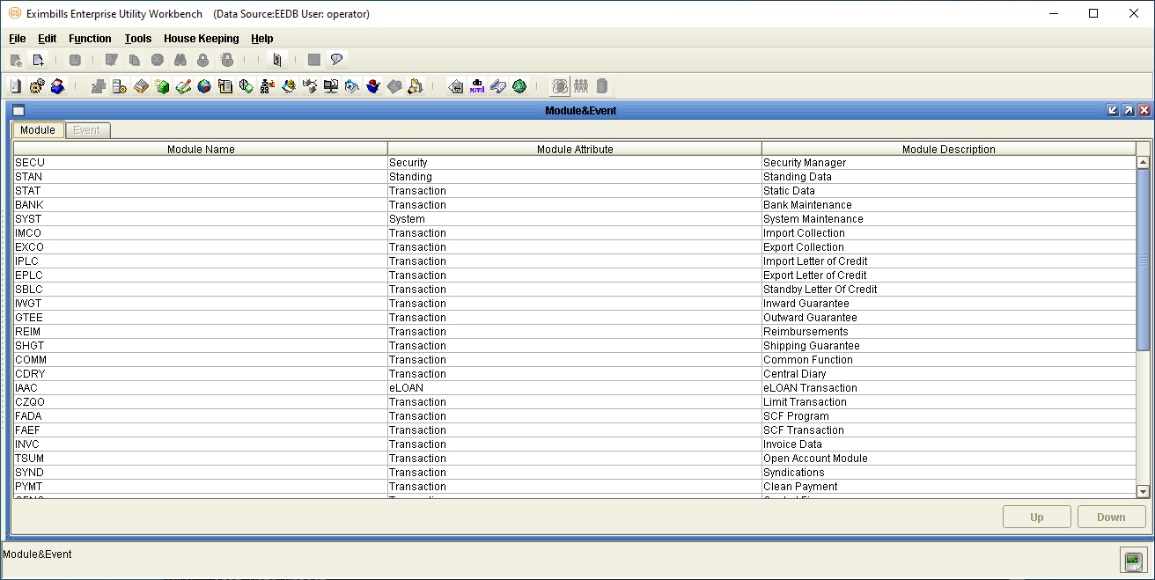 Eximbills Enterprise Utility Workbench (Data Source:EEDB User: operator)
File Edit Function Tools House Keeping Help
Module&Event
Module Event
Module Name Module Attribute Module Description
SECU Security Security Manager
STAN Standing Standing Data
STAT Transaction Static Data
BANK Transaction Bank Maintenance
SYST System System Maintenance
IMCO Transaction Import Collection
EXCO Transaction Export Collection
IPLC Transaction Import Letter of Credit
EPLC Transaction Export Letter of Credit
SBLC Transaction Standby Letter Of Credit
IWGT Transaction Inward Guarantee
GTEE Transaction Outward Guarantee
REIM Transaction Reimbursements
SHGT Transaction Shipping Guarantee
COMM Transaction Common Function
CDRY Transaction Central Diary
IAAC eLOAN eLOAN Transaction
CZQO Transaction Limit Transaction
FADA Transaction SCF Program
FAEF Transaction SCF Transaction
INVC Transaction Invoice Data
TSUM Transaction Open Account Module
SYND Transaction Syndications
PYMT Transaction Clean Payment
Up Down
Module&Event